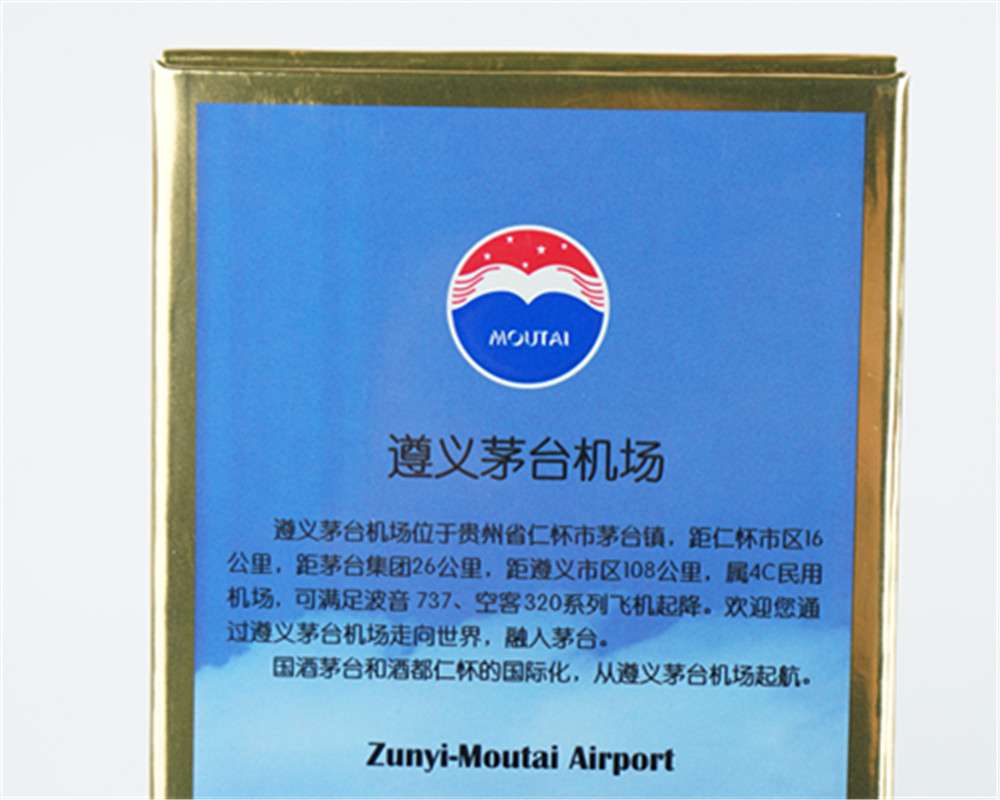 MOUTAI
遵义茅台机场
遵义茅台机场位于贵州省仁怀市茅台镇，距仁怀市区16
公里，距茅台集团26公里，距遵义市区108公里，属4C民用
机场，可满足波音 737、空客320系列飞机起降。欢迎您通
过遵义茅台机场走向世界，融入茅台。
国酒茅台和酒都仁怀的国际化，从遵义茅台机场起航。
Zunyi-Moutai Airport